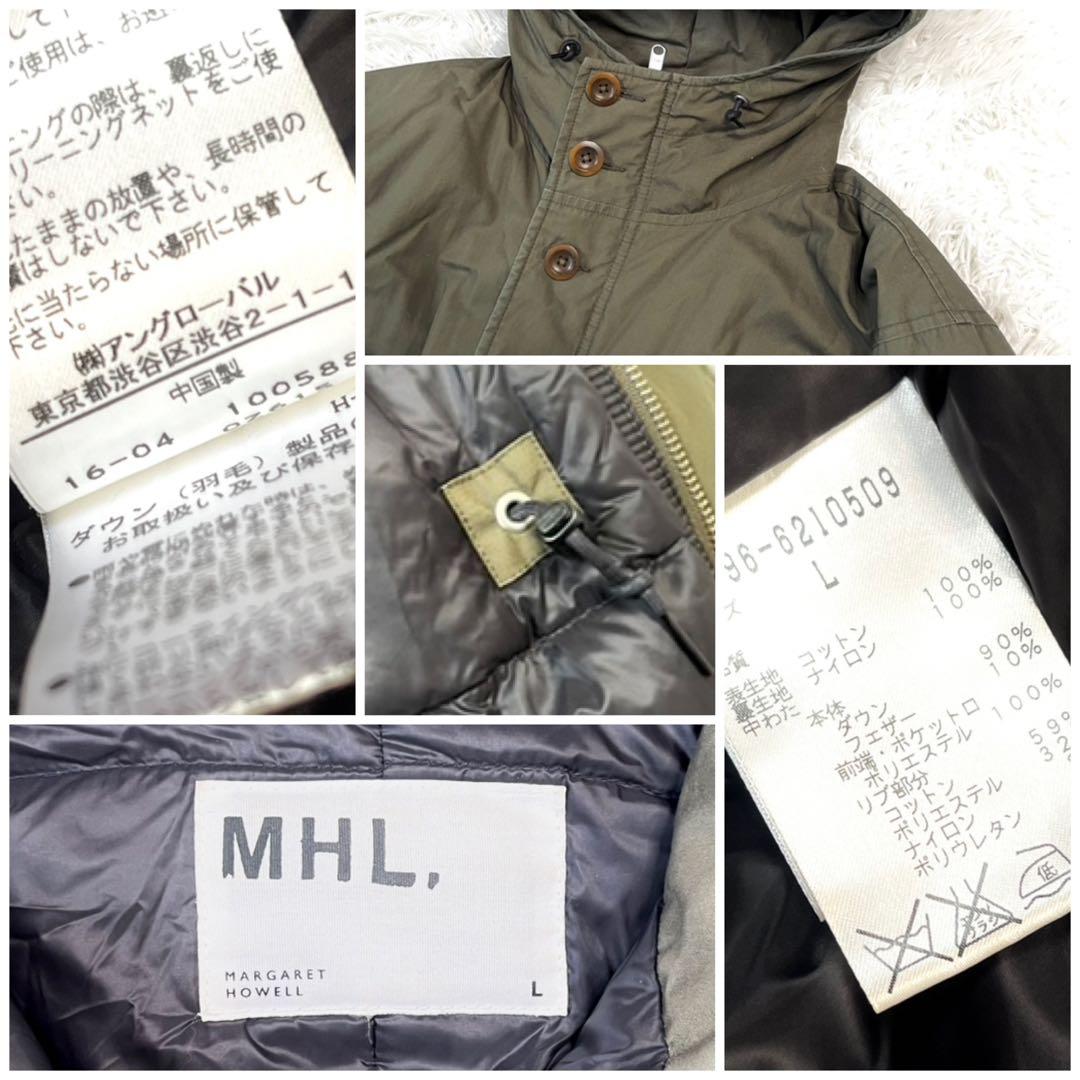 て下
ご使用は、お近
ニングの際は、裏返しに
リーニングネットをご使
さい。
たままの放置や、長時間の
はしないで下さい。
に当たらない場所に保管して
下さい。
㈱アングローバル
東京都渋谷区渋谷2-1-1
中国製
16-04 100588
ダウン(羽毛)製品の
お取扱い及び保存
96-6210509
ズ L
品質
表生地 コットン 100%
裏生地 ナイロン 100%
中わた 本体
ダウン 90%
フェザー 10%
前端・ポケット口
ポリエステル 100%
リブ部分
コットン 59%
ポリエステル 32
ナイロン
ポリウレタン
低
MHL.
MARGARET
HOWELL L